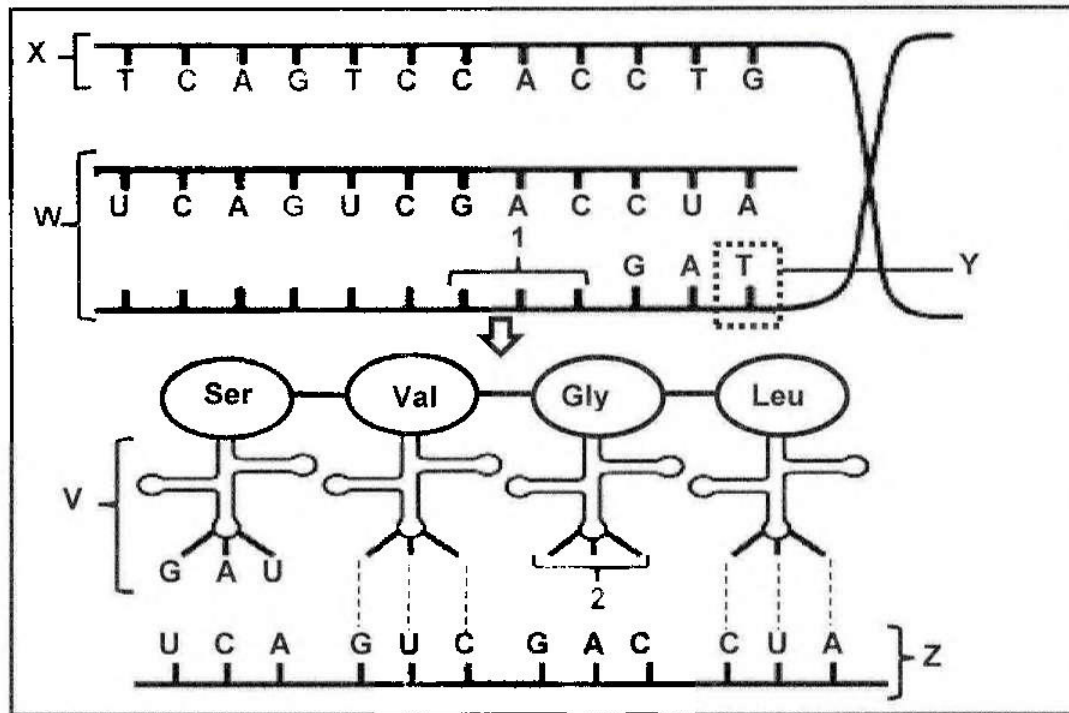 X
T C A G T C C A C C T G
W
U C A G U C G A C C U A
1
G A T
Y
Ser Val Gly Leu
V
G A U
2
U C A G U C G A C C U A
Z